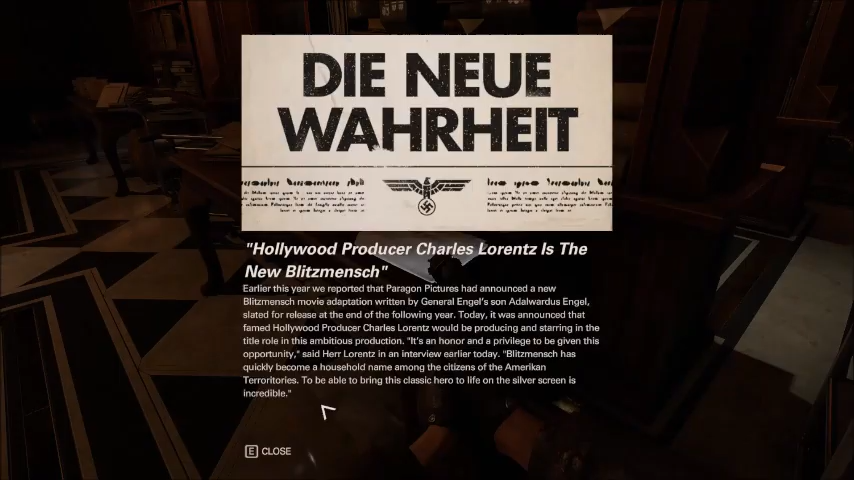 DIE NEUE
WAHRHEIT
"Hollywood Producer Charles Lorentz Is The
New Blitzmensch"
Earlier this year we reported that Paragon Pictures had announced a new
Blitzmensch movie adaptation written by General Engel's son Adalwardus Engel,
slated for release at the end of the following year. Today, it was announced that
famed Hollywood Producer Charles Lorentz would be producing and starring in the
title role in this ambitious production. "It's an honor and a privilege to be given this
opportunity," said Herr Lorentz in an interview earlier today. "Blitzmensch has
quickly become a household name among the citizens of the Amerikan
Terrortories. To be able to bring this classic hero to life on the silver screen is
incredible."
E CLOSE